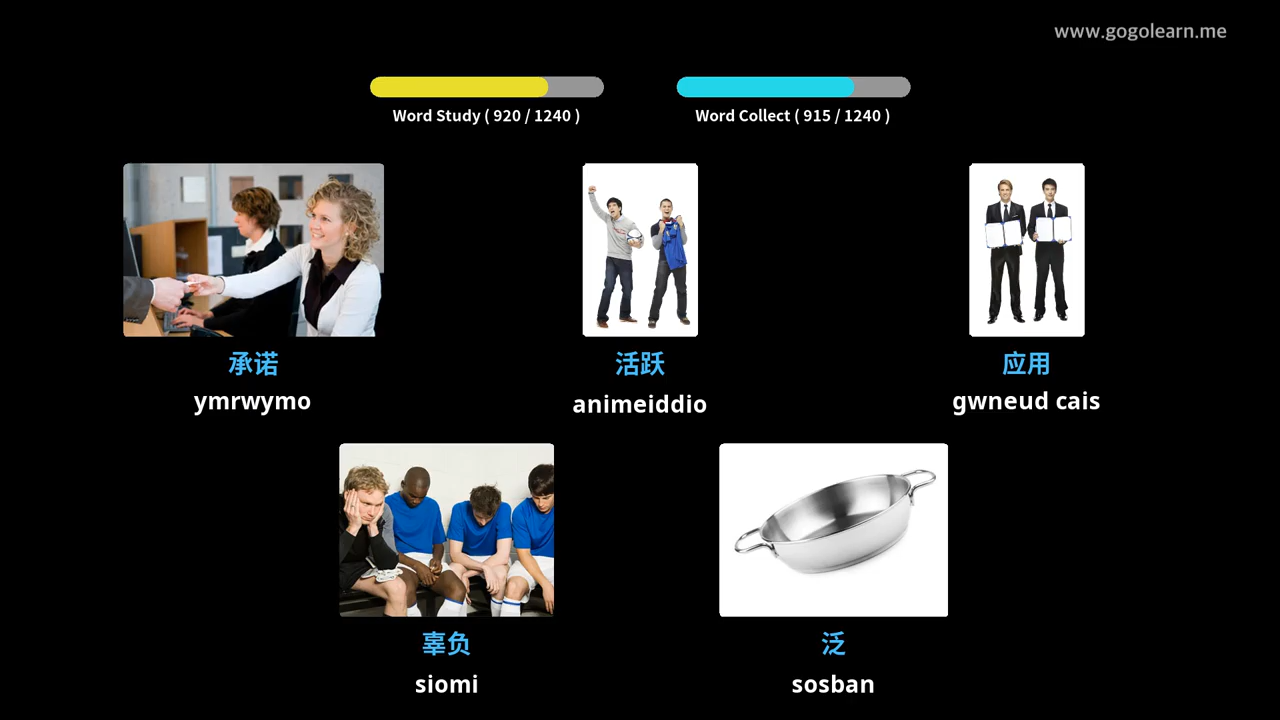 www.gogolearn.me
Word Study ( 920 / 1240 )
Word Collect ( 915 / 1240 )
承诺
ymrwymo
活跃
animeiddio
应用
gwneud cais
辜负
siomi
泛
sosban